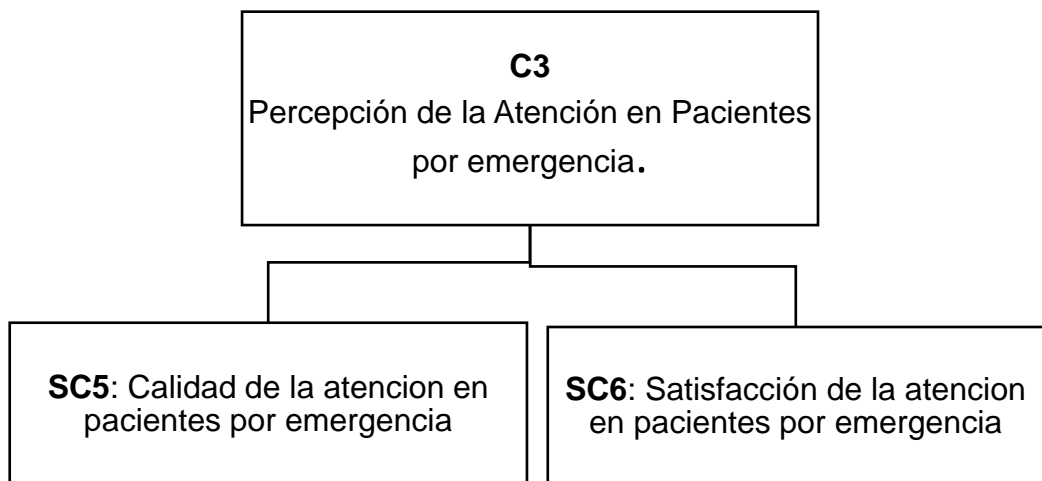 C3
Percepción de la Atención en Pacientes
por emergencia.
SC5: Calidad de la atencion en
pacientes por emergencia
SC6: Satisfacción de la atencion
en pacientes por emergencia